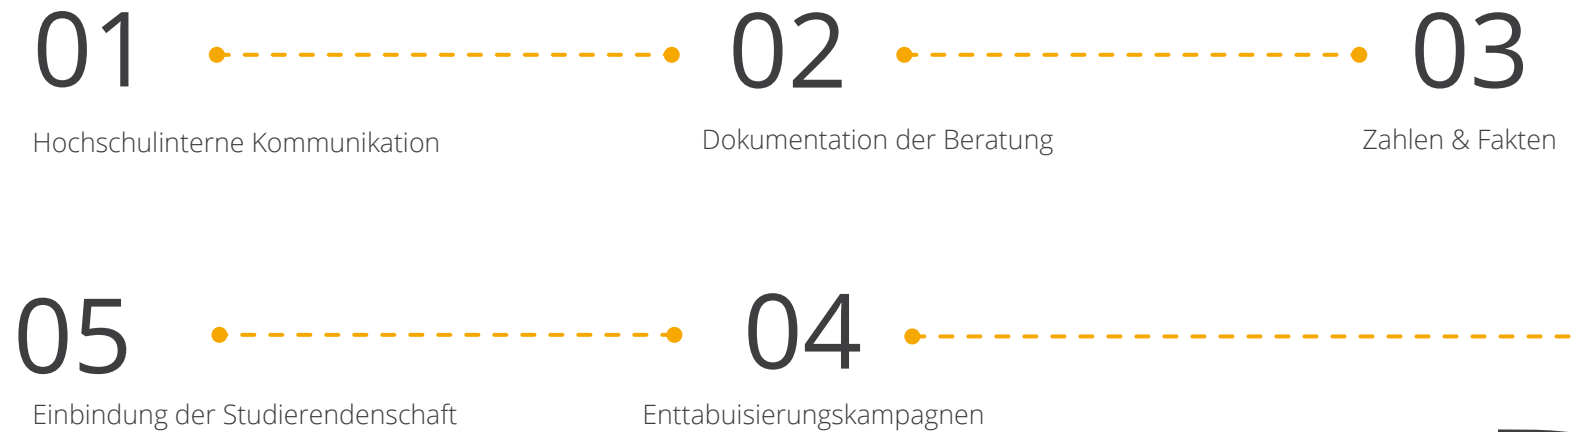 01
02
03
Hochschulinterne Kommunikation
Dokumentation der Beratung
Zahlen & Fakten
05
04
Einbindung der Studierendenschaft
Enttabuisierungskampagnen